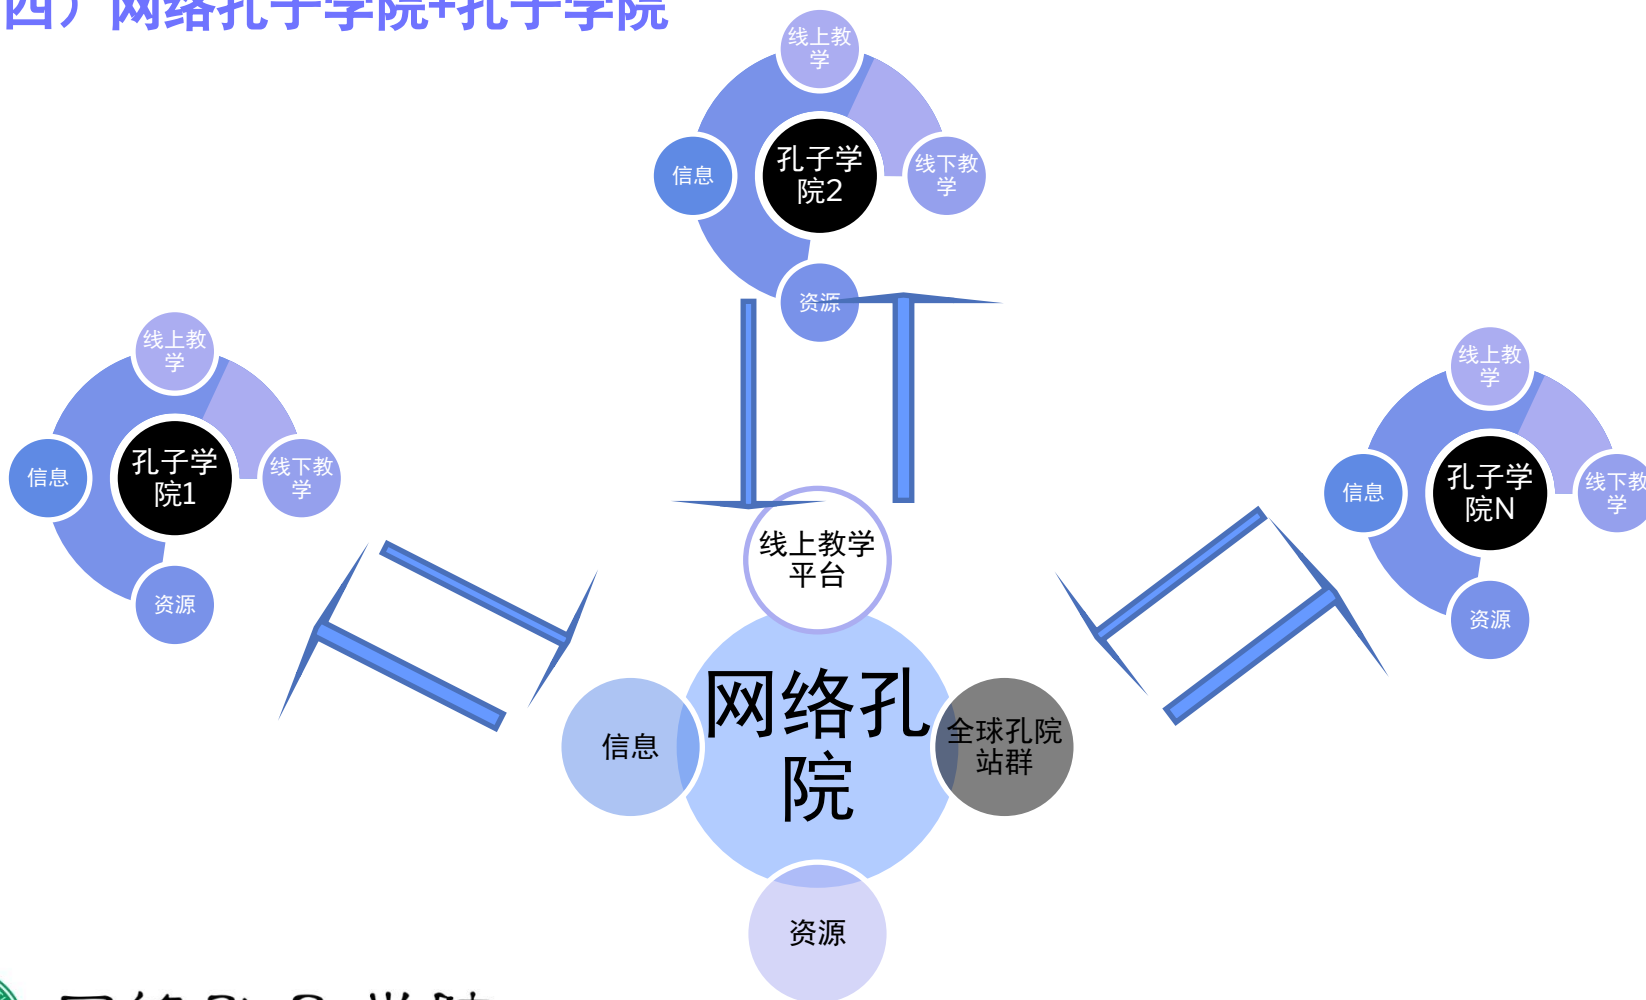 四）网络孔子学院+孔子学院
线上教
学
信息
孔子学
院2
线下教
学
资源
线上教
学
信息
孔子学
院1
线下教
学
资源
线上教
学
信息
孔子学
院N
线下教
学
资源
线上教学
平台
网络孔
院
信息
全球孔院
站群
资源